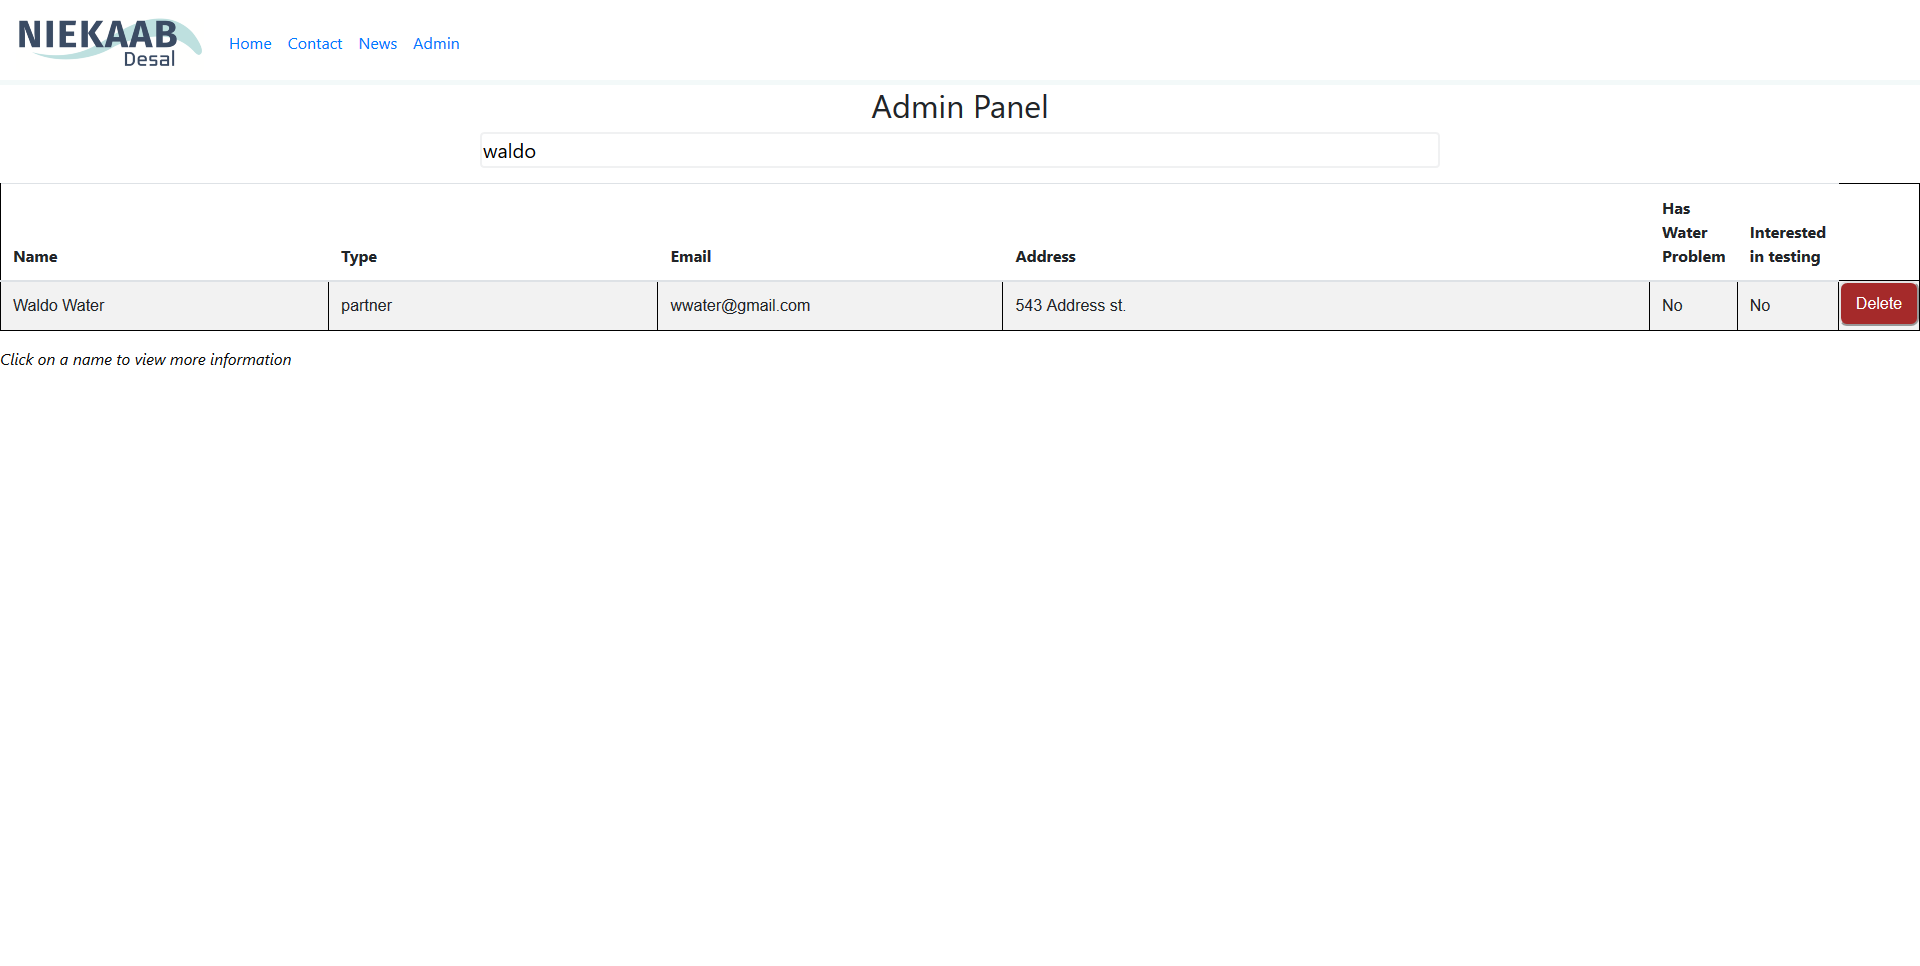 NIEKAAB
Desal
Home Contact News Admin
Admin Panel
waldo
Name Type Email Address Has Water Problem Interested in testing
Waldo Water partner wwater@gmail.com 543 Address st. No No Delete
Click on a name to view more information